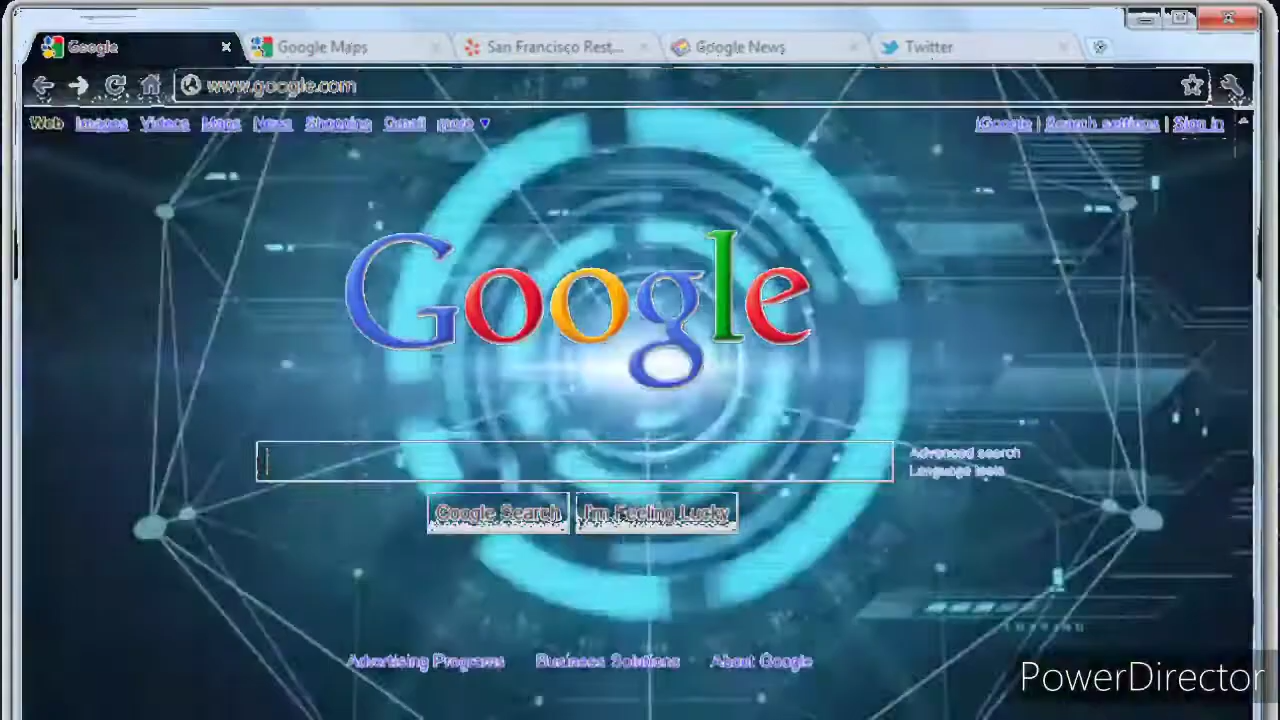 Google Google Maps San Francisco Rest... Google News Twitter
www.google.com
Web Images Videos Maps News Shopping Gmail more ▼ iGoogle | Search settings | Sign in
Google
Advanced search
Language tools
Google Search I'm Feeling Lucky
Advertising Programs Business Solutions About Google
PowerDirector